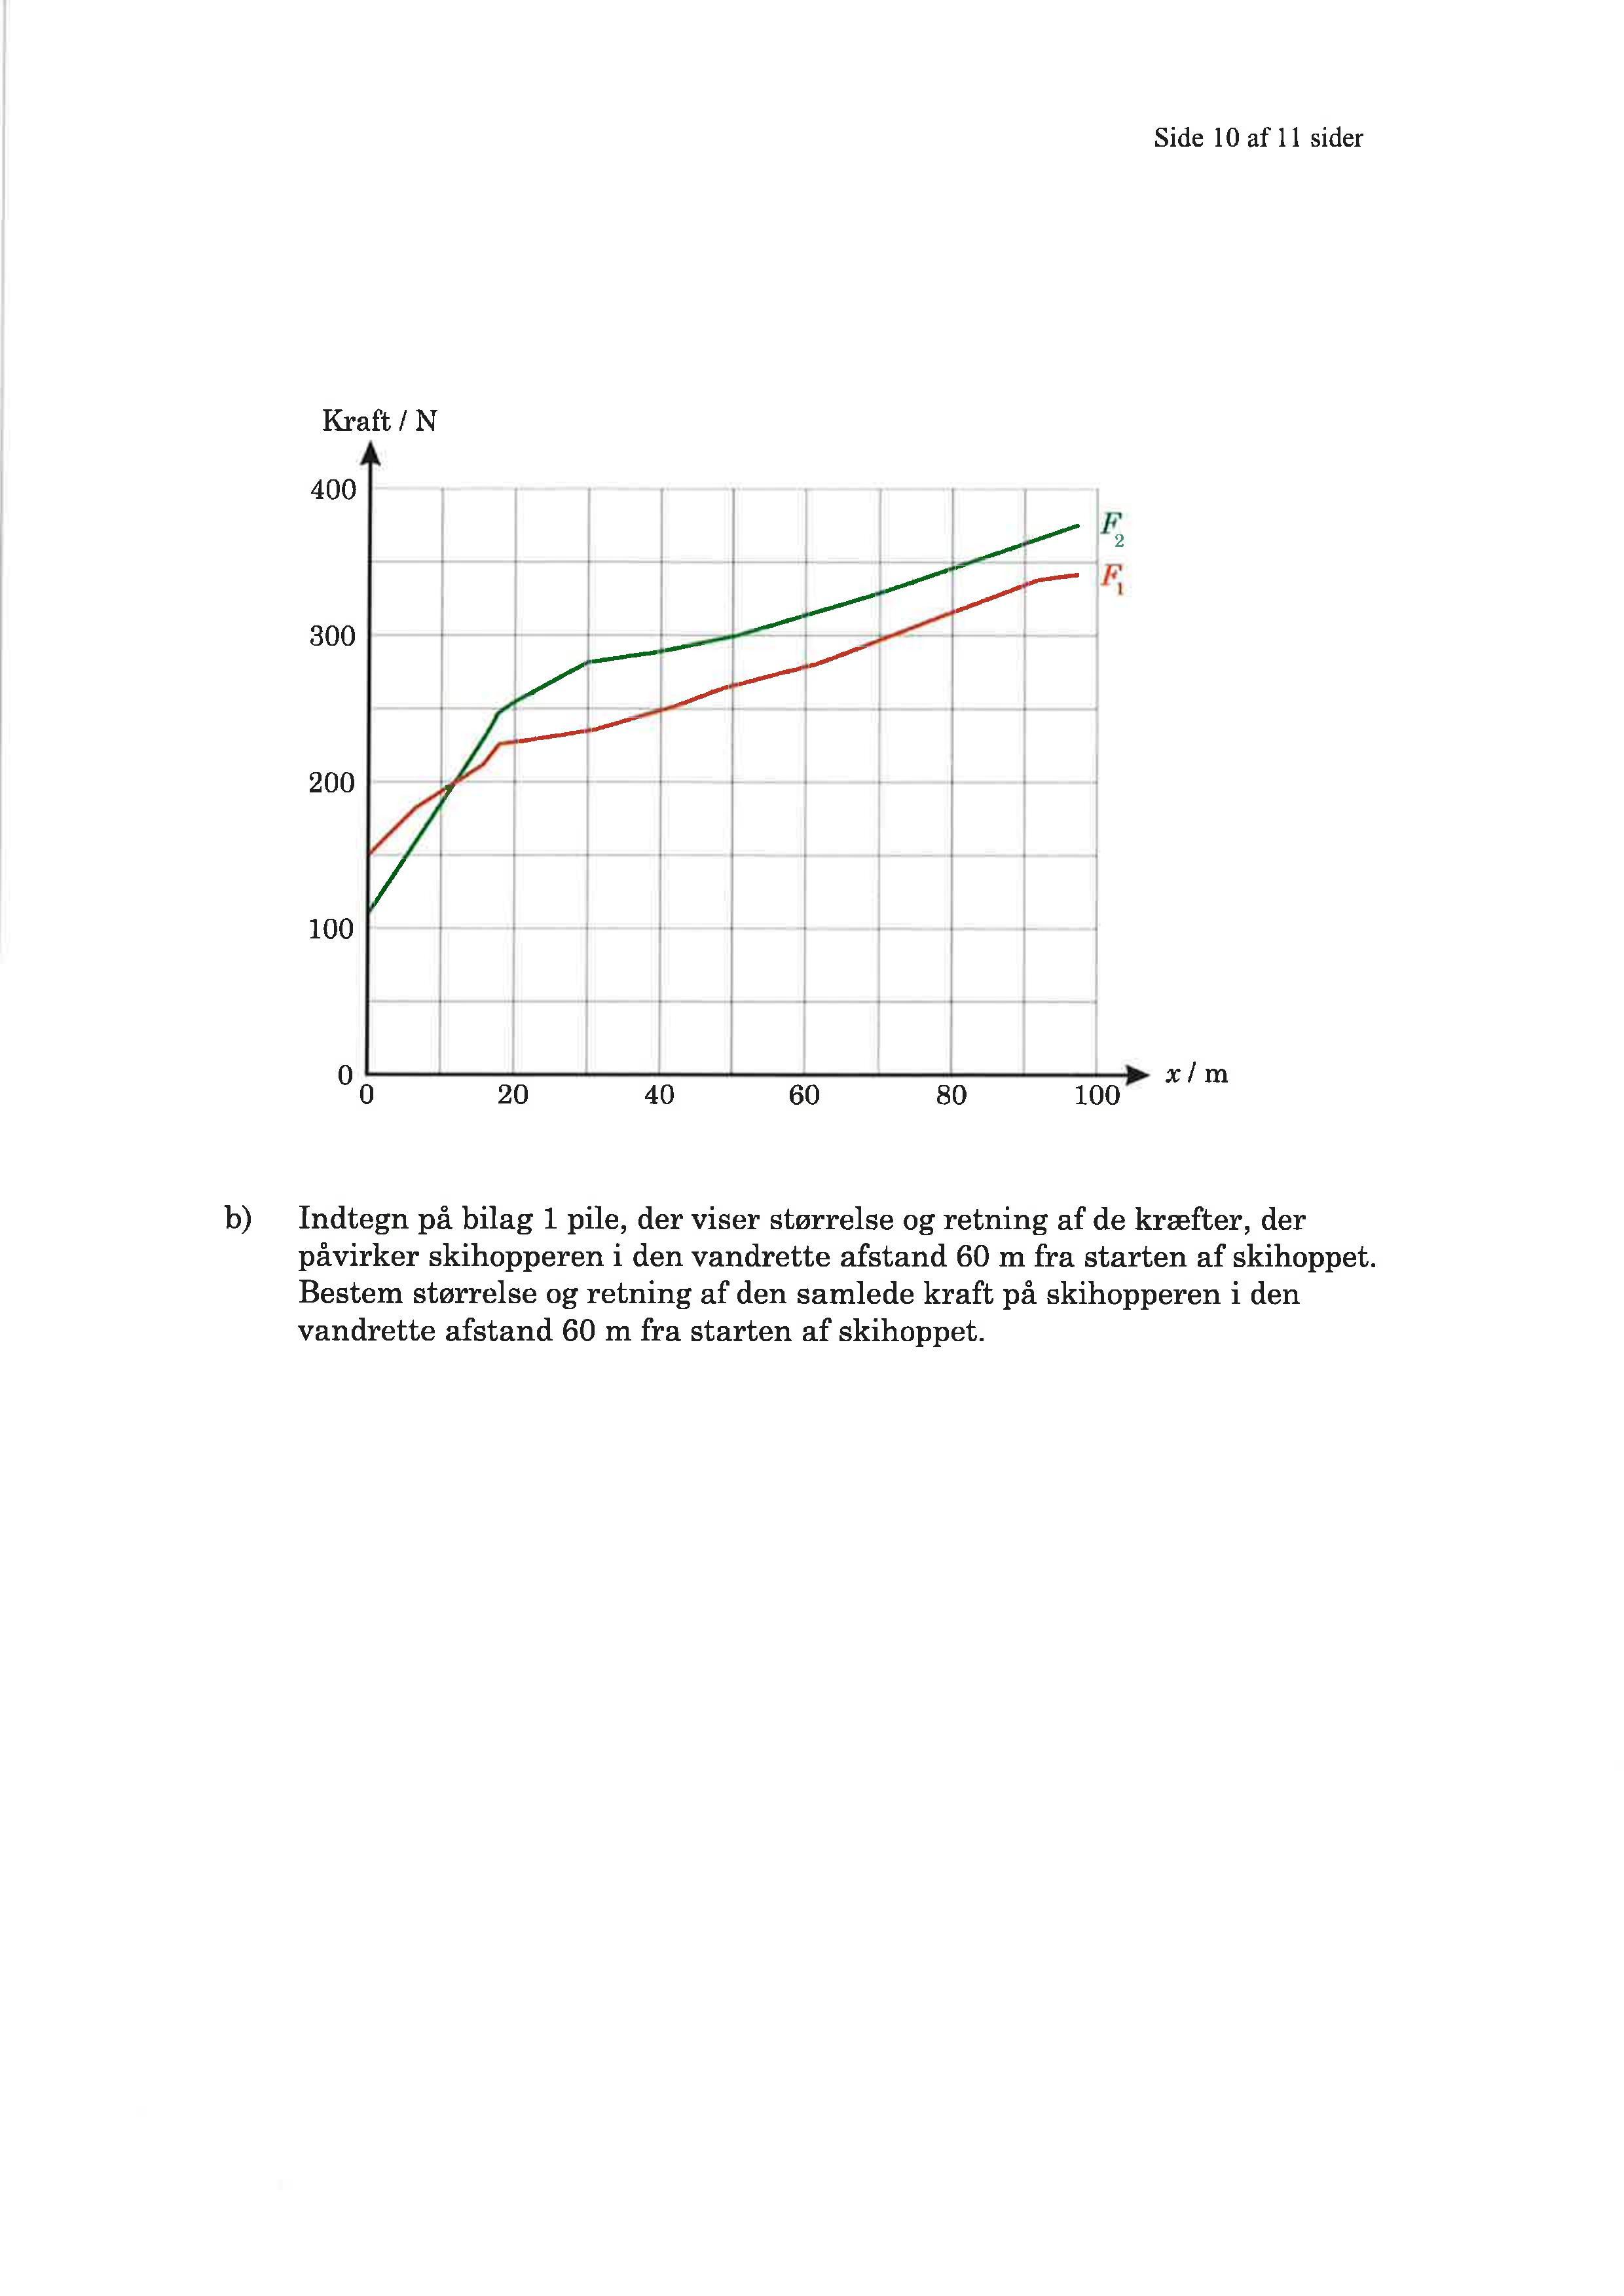 Side 10 af 11 sider
Kraft / N
400
F2
F1
300
200
100
0
x / m
0 20 40 60 80 100
b) Indtegn på bilag 1 pile, der viser størrelse og retning af de kræfter, der
påvirker skihopperen i den vandrette afstand 60 m fra starten af skihoppet.
Bestem størrelse og retning af den samlede kraft på skihopperen i den
vandrette afstand 60 m fra starten af skihoppet.